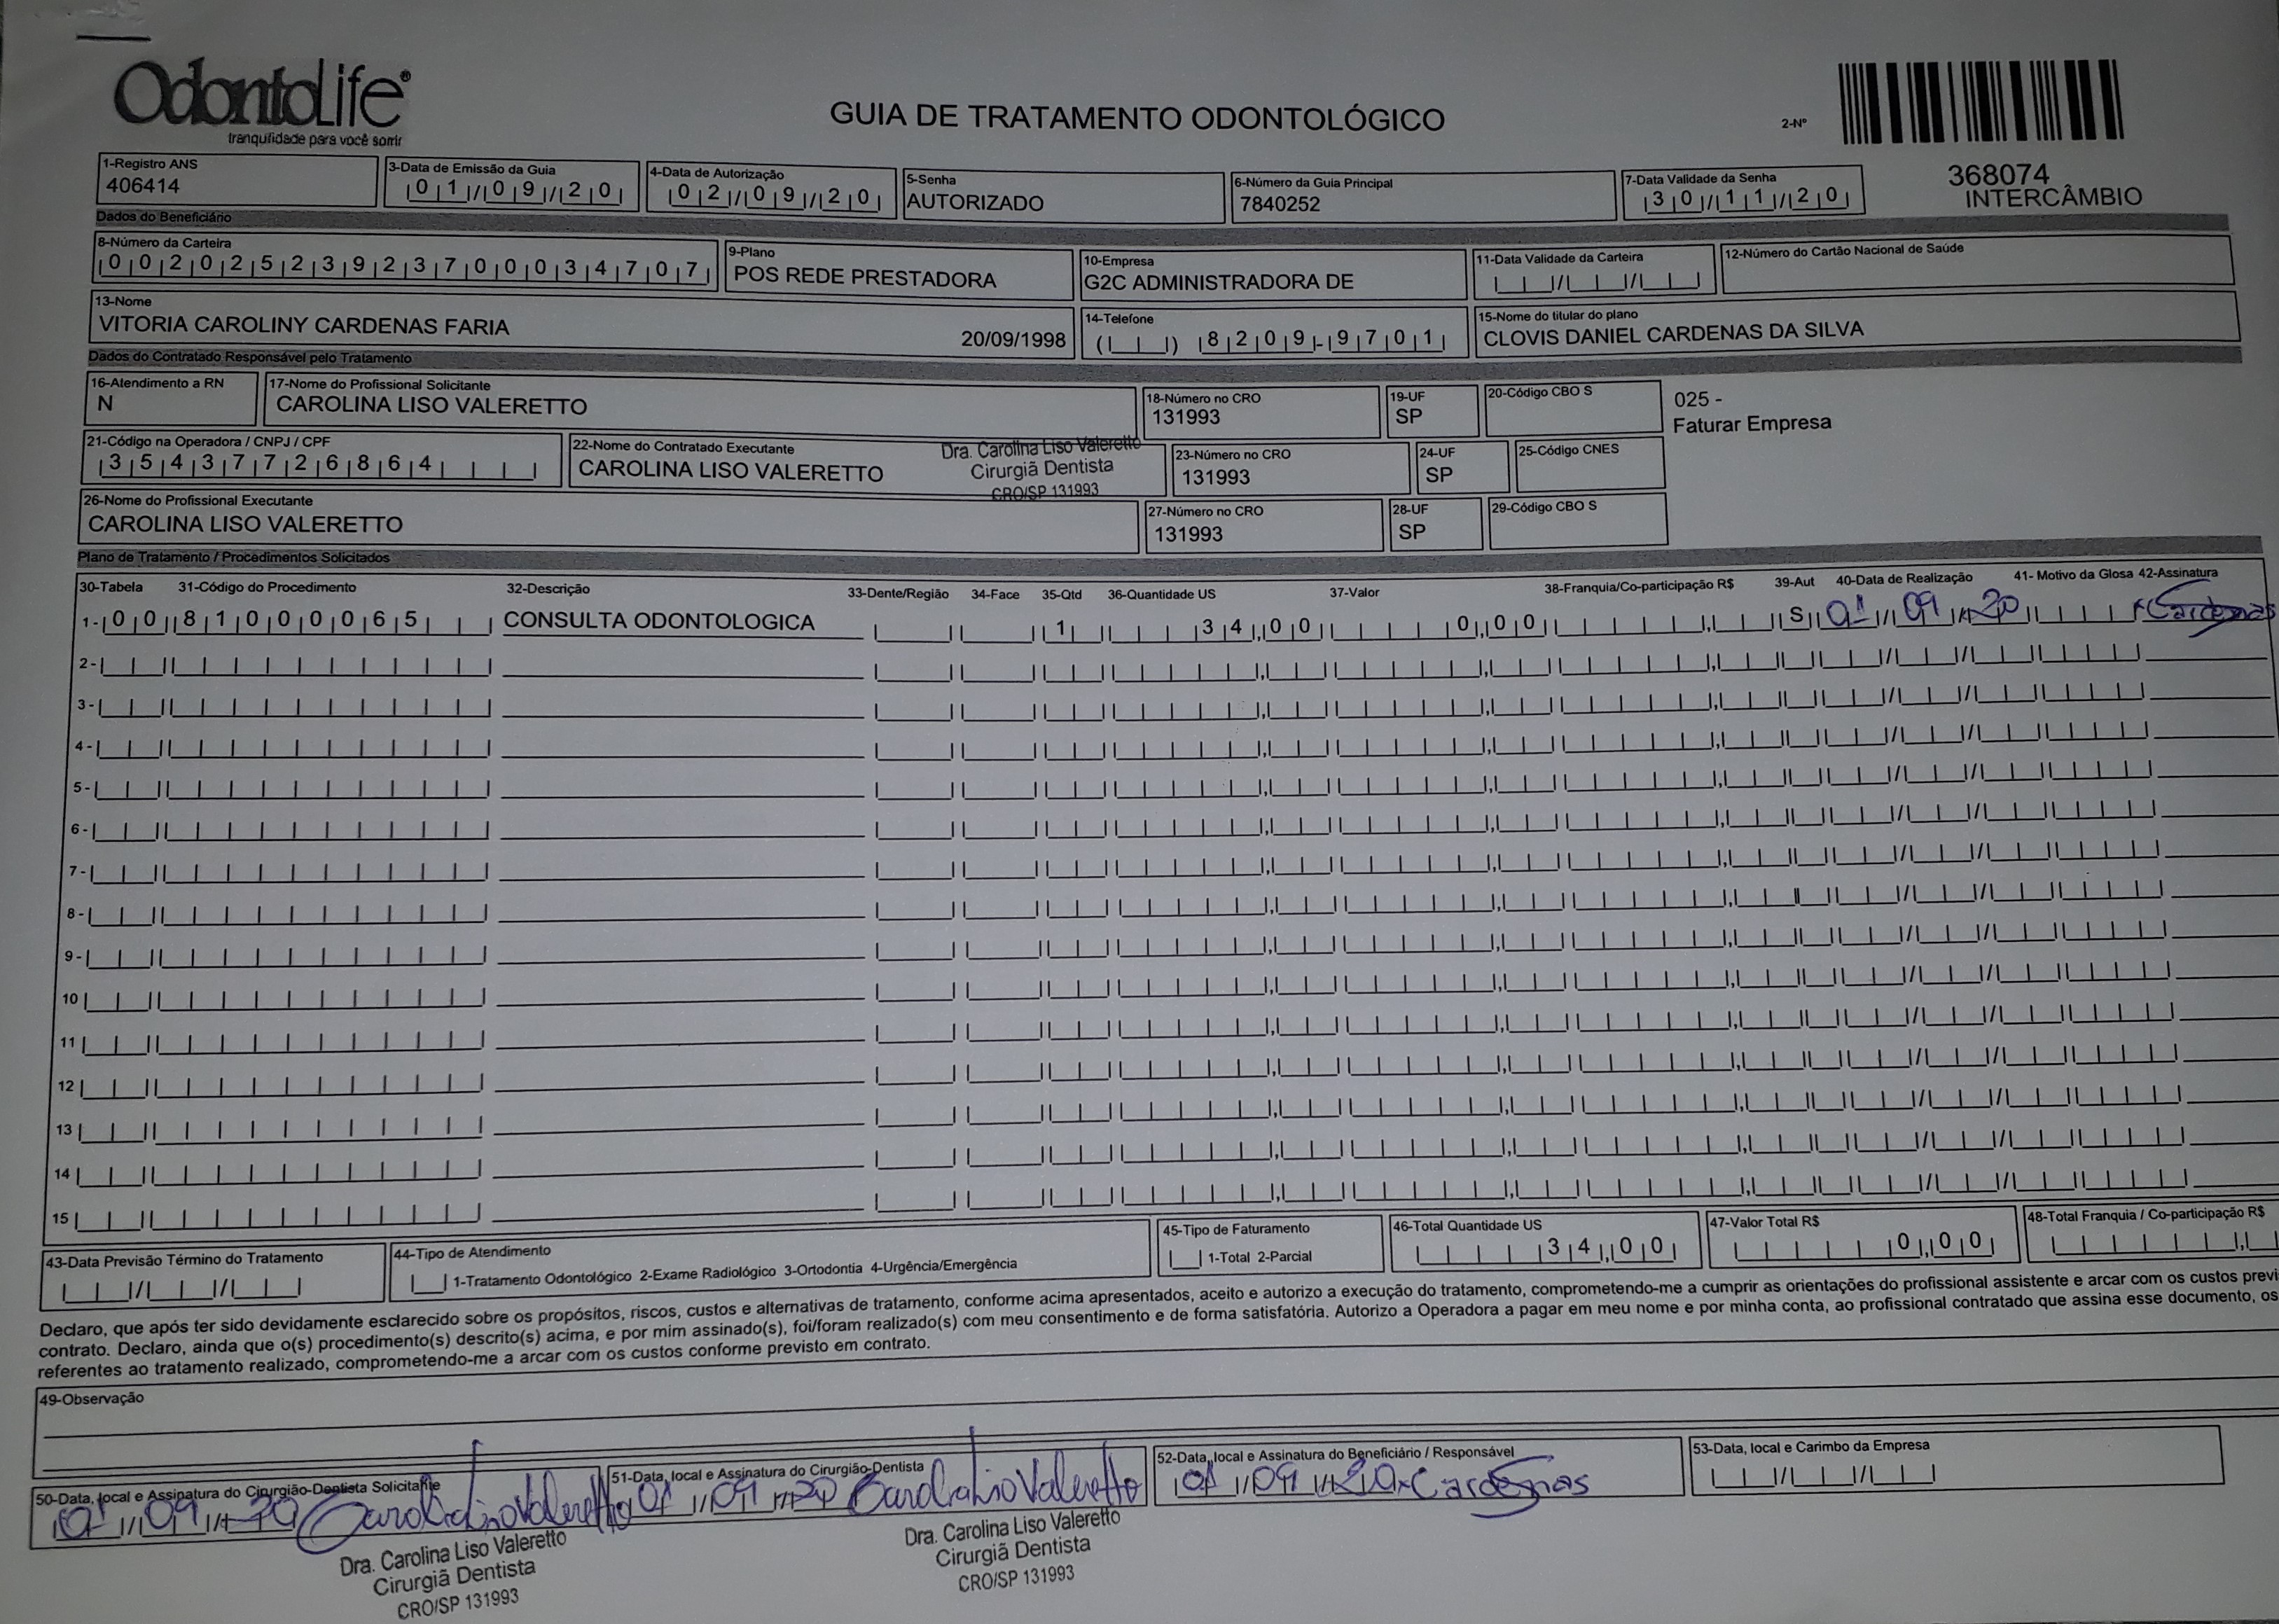 OdontoLife®
tranquilidade para você sorrir
GUIA DE TRATAMENTO ODONTOLÓGICO
2-Nº
368074
INTERCÂMBIO
1-Registro ANS
406414
3-Data de Emissão da Guia
01/09/20
4-Data de Autorização
02/09/20
5-Senha
AUTORIZADO
6-Número da Guia Principal
7840252
7-Data Validade da Senha
30/11/20
Dados do Beneficiário
8-Número da Carteira
00202523923700034707
9-Plano
POS REDE PRESTADORA
10-Empresa
G2C ADMINISTRADORA DE
11-Data Validade da Carteira
12-Número do Cartão Nacional de Saúde
13-Nome
VITORIA CAROLINY CARDENAS FARIA 20/09/1998
14-Telefone
( ) 8209-9701
15-Nome do titular do plano
CLOVIS DANIEL CARDENAS DA SILVA
Dados do Contratado Responsável pelo Tratamento
16-Atendimento a RN
N
17-Nome do Profissional Solicitante
CAROLINA LISO VALERETTO
18-Número no CRO
131993
19-UF
SP
20-Código CBO S
025 -
Faturar Empresa
21-Código na Operadora / CNPJ / CPF
35437726864
22-Nome do Contratado Executante
CAROLINA LISO VALERETTO
Dra. Carolina Liso Valeretto
Cirurgiã Dentista
CRO/SP 131993
23-Número no CRO
131993
24-UF
SP
25-Código CNES
26-Nome do Profissional Executante
CAROLINA LISO VALERETTO
27-Número no CRO
131993
28-UF
SP
29-Código CBO S
Plano de Tratamento / Procedimentos Solicitados
30-Tabela 31-Código do Procedimento 32-Descrição 33-Dente/Região 34-Face 35-Qtd 36-Quantidade US 37-Valor 38-Franquia/Co-participação R$ 39-Aut 40-Data de Realização 41- Motivo da Glosa 42-Assinatura
1- 00 81000065 CONSULTA ODONTOLOGICA 1 34,00 0,00 S 01/09/20 Cardenas
2-
3-
4-
5-
6-
7-
8-
9-
10
11
12
13
14
15
43-Data Previsão Término do Tratamento
44-Tipo de Atendimento
1-Tratamento Odontológico 2-Exame Radiológico 3-Ortodontia 4-Urgência/Emergência
45-Tipo de Faturamento
1-Total 2-Parcial
46-Total Quantidade US
34,00
47-Valor Total R$
0,00
48-Total Franquia / Co-participação R$
Declaro, que após ter sido devidamente esclarecido sobre os propósitos, riscos, custos e alternativas de tratamento, conforme acima apresentados, aceito e autorizo a execução do tratamento, comprometendo-me a cumprir as orientações do profissional assistente e arcar com os custos previ
contrato. Declaro, ainda que o(s) procedimento(s) descrito(s) acima, e por mim assinado(s), foi/foram realizado(s) com meu consentimento e de forma satisfatória. Autorizo a Operadora a pagar em meu nome e por minha conta, ao profissional contratado que assina esse documento, os
referentes ao tratamento realizado, comprometendo-me a arcar com os custos conforme previsto em contrato.
49-Observação
50-Data, local e Assinatura do Cirurgião-Dentista Solicitante
01/09/20 Carolina Liso Valeretto
51-Data, local e Assinatura do Cirurgião-Dentista
01/09/20 Carolina Liso Valeretto
52-Data, local e Assinatura do Beneficiário / Responsável
01/09/20 x Cardenas
53-Data, local e Carimbo da Empresa
Dra. Carolina Liso Valeretto
Cirurgiã Dentista
CRO/SP 131993
Dra. Carolina Liso Valeretto
Cirurgiã Dentista
CRO/SP 131993